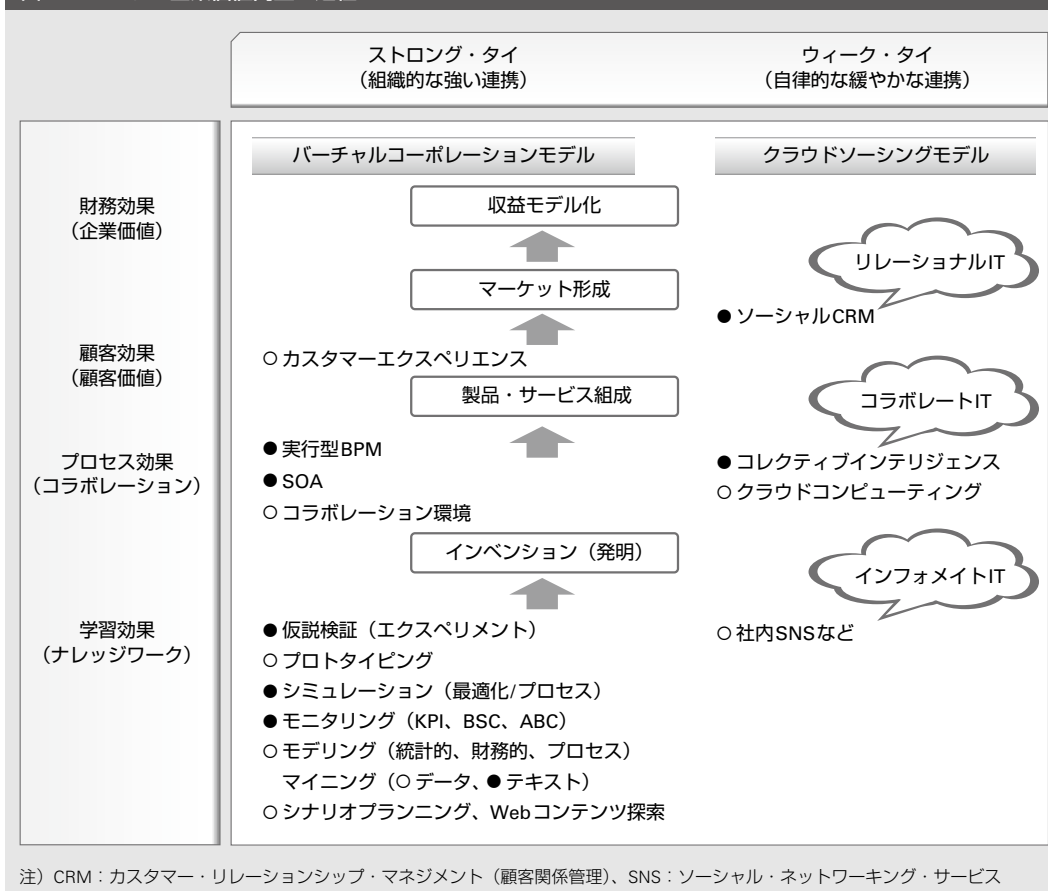 ストロング・タイ
（組織的な強い連携）
ウィーク・タイ
（自律的な緩やかな連携）
バーチャルコーポレーションモデル
クラウドソーシングモデル
財務効果
（企業価値）
収益モデル化
リレーショナルIT
マーケット形成
●ソーシャルCRM
顧客効果
（顧客価値）
○カスタマーエクスペリエンス
製品・サービス組成
コラボレートIT
プロセス効果
（コラボレーション）
●実行型BPM
●SOA
○コラボレーション環境
●コレクティブインテリジェンス
○クラウドコンピューティング
インベンション（発明）
インフォメイトIT
学習効果
（ナレッジワーク）
●仮説検証（エクスペリメント）
○プロトタイピング
●シミュレーション（最適化/プロセス）
●モニタリング（KPI、BSC、ABC）
○モデリング（統計的、財務的、プロセス）
マイニング（○データ、●テキスト）
○シナリオプランニング、Webコンテンツ探索
○社内SNSなど
注）CRM：カスタマー・リレーションシップ・マネジメント（顧客関係管理）、SNS：ソーシャル・ネットワーキング・サービス